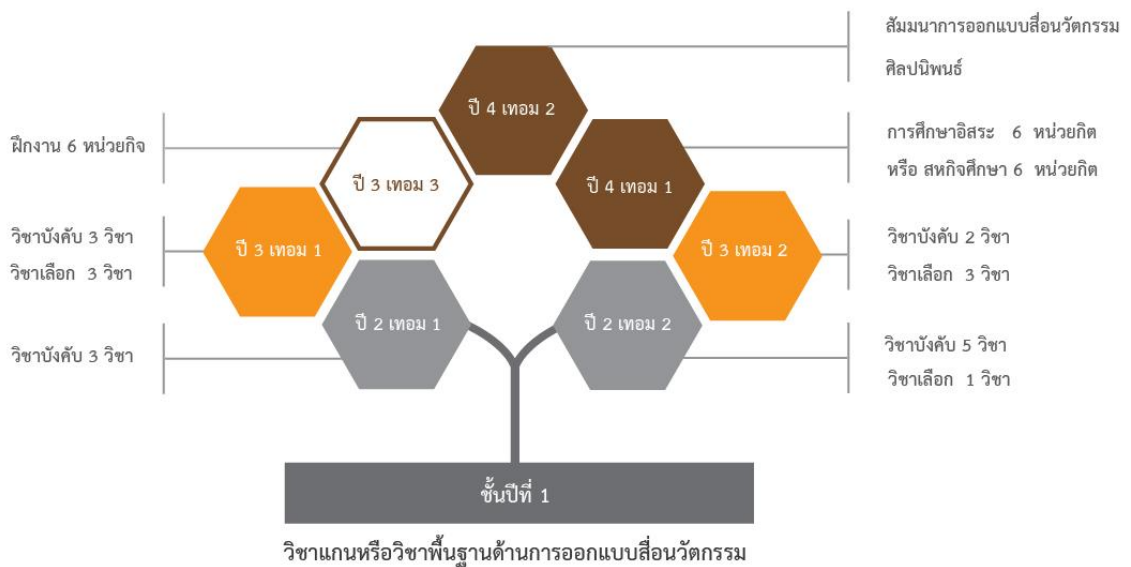 สัมมนาการออกแบบสื่อนวัตกรรม
ศิลปนิพนธ์
ปี 4 เทอม 2
ฝึกงาน 6 หน่วยกิจ
การศึกษาอิสระ 6 หน่วยกิต
หรือ สหกิจศึกษา 6 หน่วยกิต
ปี 3 เทอม 3
ปี 4 เทอม 1
วิชาบังคับ 3 วิชา
วิชาเลือก 3 วิชา
ปี 3 เทอม 1
ปี 3 เทอม 2
วิชาบังคับ 2 วิชา
วิชาเลือก 3 วิชา
วิชาบังคับ 3 วิชา
ปี 2 เทอม 1
ปี 2 เทอม 2
วิชาบังคับ 5 วิชา
วิชาเลือก 1 วิชา
ชั้นปีที่ 1
วิชาแกนหรือวิชาพื้นฐานด้านการออกแบบสื่อนวัตกรรม